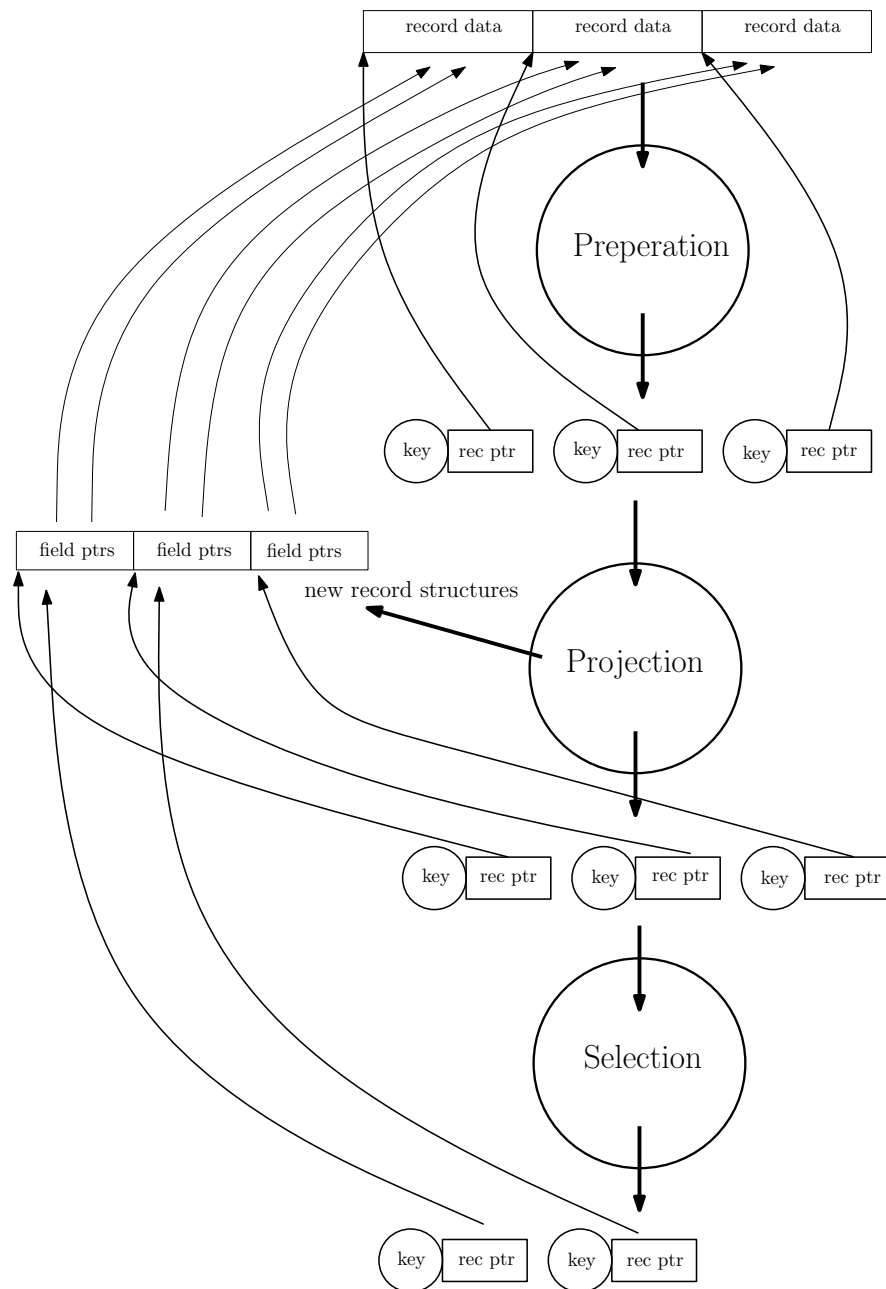 record data
record data
record data
Preperation
key
rec ptr
key
rec ptr
key
rec ptr
field ptrs
field ptrs
field ptrs
new record structures
Projection
key
rec ptr
key
rec ptr
key
rec ptr
Selection
key
rec ptr
key
rec ptr